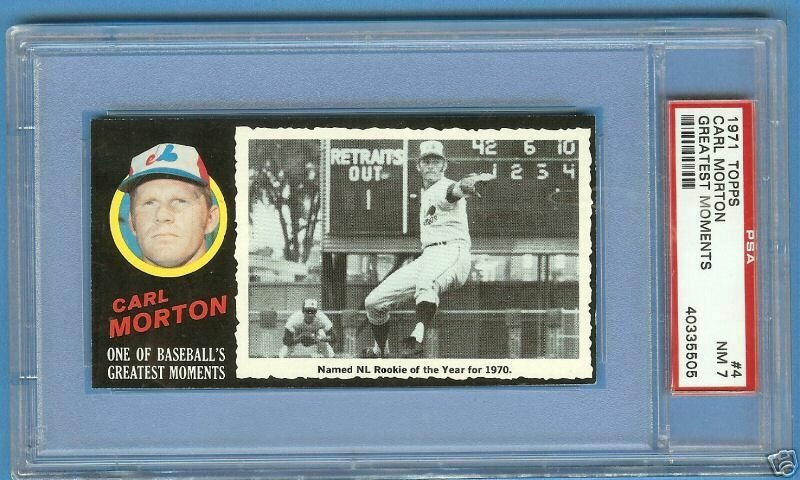 CARL
MORTON
ONE OF BASEBALL'S
GREATEST MOMENTS
RETRAITS
OUT
1
42 6 10
1 2 3 4
Named NL Rookie of the Year for 1970.
1971 TOPPS
CARL MORTON
GREATEST MOMENTS
PSA
#4
NM 7
40335505